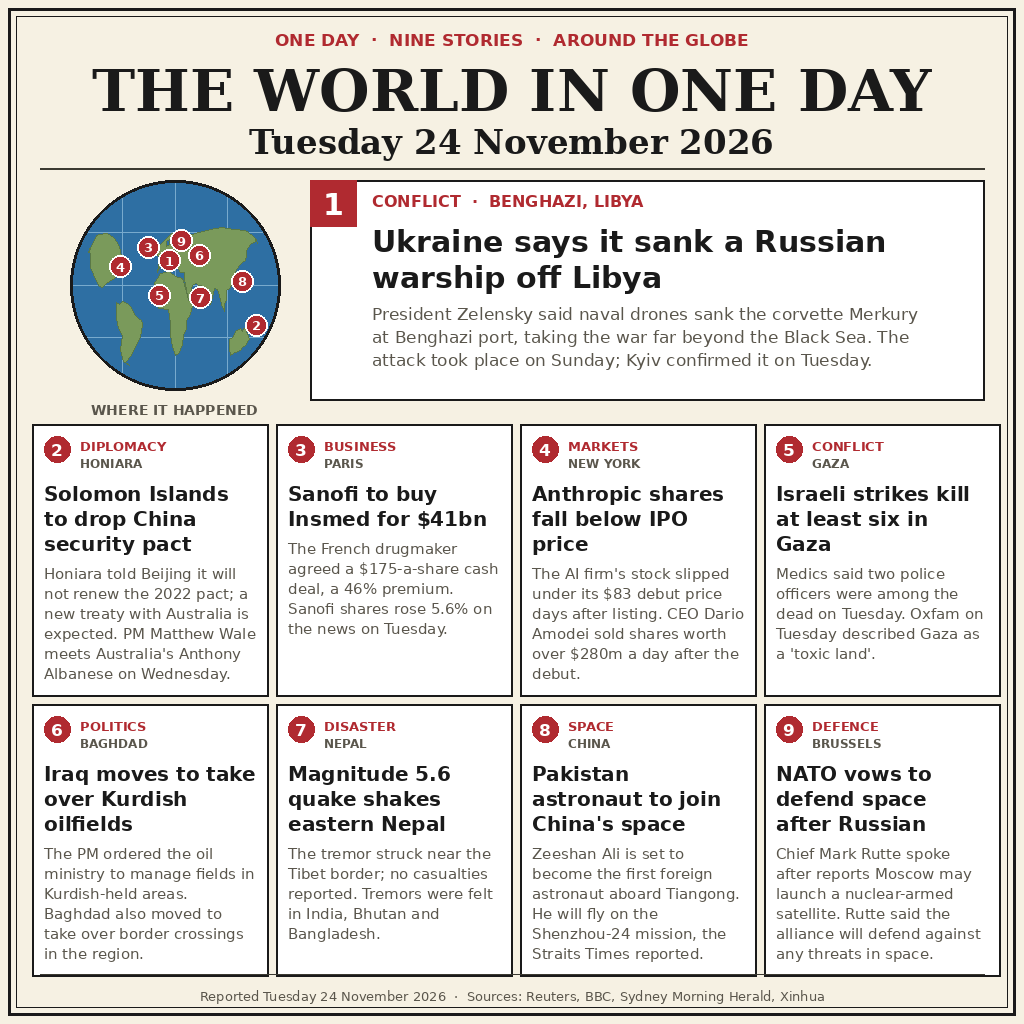 ONE DAY · NINE STORIES · AROUND THE GLOBE
THE WORLD IN ONE DAY
Tuesday 24 November 2026
3
9
1
6
4
5
7
8
2
WHERE IT HAPPENED
1
CONFLICT · BENGHAZI, LIBYA
Ukraine says it sank a Russian
warship off Libya
President Zelensky said naval drones sank the corvette Merkury
at Benghazi port, taking the war far beyond the Black Sea. The
attack took place on Sunday; Kyiv confirmed it on Tuesday.
2
DIPLOMACY
HONIARA
Solomon Islands
to drop China
security pact
Honiara told Beijing it will
not renew the 2022 pact; a
new treaty with Australia is
expected. PM Matthew Wale
meets Australia's Anthony
Albanese on Wednesday.
3
BUSINESS
PARIS
Sanofi to buy
Insmed for $41bn
The French drugmaker
agreed a $175-a-share cash
deal, a 46% premium.
Sanofi shares rose 5.6% on
the news on Tuesday.
4
MARKETS
NEW YORK
Anthropic shares
fall below IPO
price
The AI firm's stock slipped
under its $83 debut price
days after listing. CEO Dario
Amodei sold shares worth
over $280m a day after the
debut.
5
CONFLICT
GAZA
Israeli strikes kill
at least six in
Gaza
Medics said two police
officers were among the
dead on Tuesday. Oxfam on
Tuesday described Gaza as
a 'toxic land'.
6
POLITICS
BAGHDAD
Iraq moves to take
over Kurdish
oilfields
The PM ordered the oil
ministry to manage fields in
Kurdish-held areas.
Baghdad also moved to
take over border crossings
in the region.
7
DISASTER
NEPAL
Magnitude 5.6
quake shakes
eastern Nepal
The tremor struck near the
Tibet border; no casualties
reported. Tremors were felt
in India, Bhutan and
Bangladesh.
8
SPACE
CHINA
Pakistan
astronaut to join
China's space
Zeeshan Ali is set to
become the first foreign
astronaut aboard Tiangong.
He will fly on the
Shenzhou-24 mission, the
Straits Times reported.
9
DEFENCE
BRUSSELS
NATO vows to
defend space
after Russian
Chief Mark Rutte spoke
after reports Moscow may
launch a nuclear-armed
satellite. Rutte said the
alliance will defend against
any threats in space.
Reported Tuesday 24 November 2026 · Sources: Reuters, BBC, Sydney Morning Herald, Xinhua